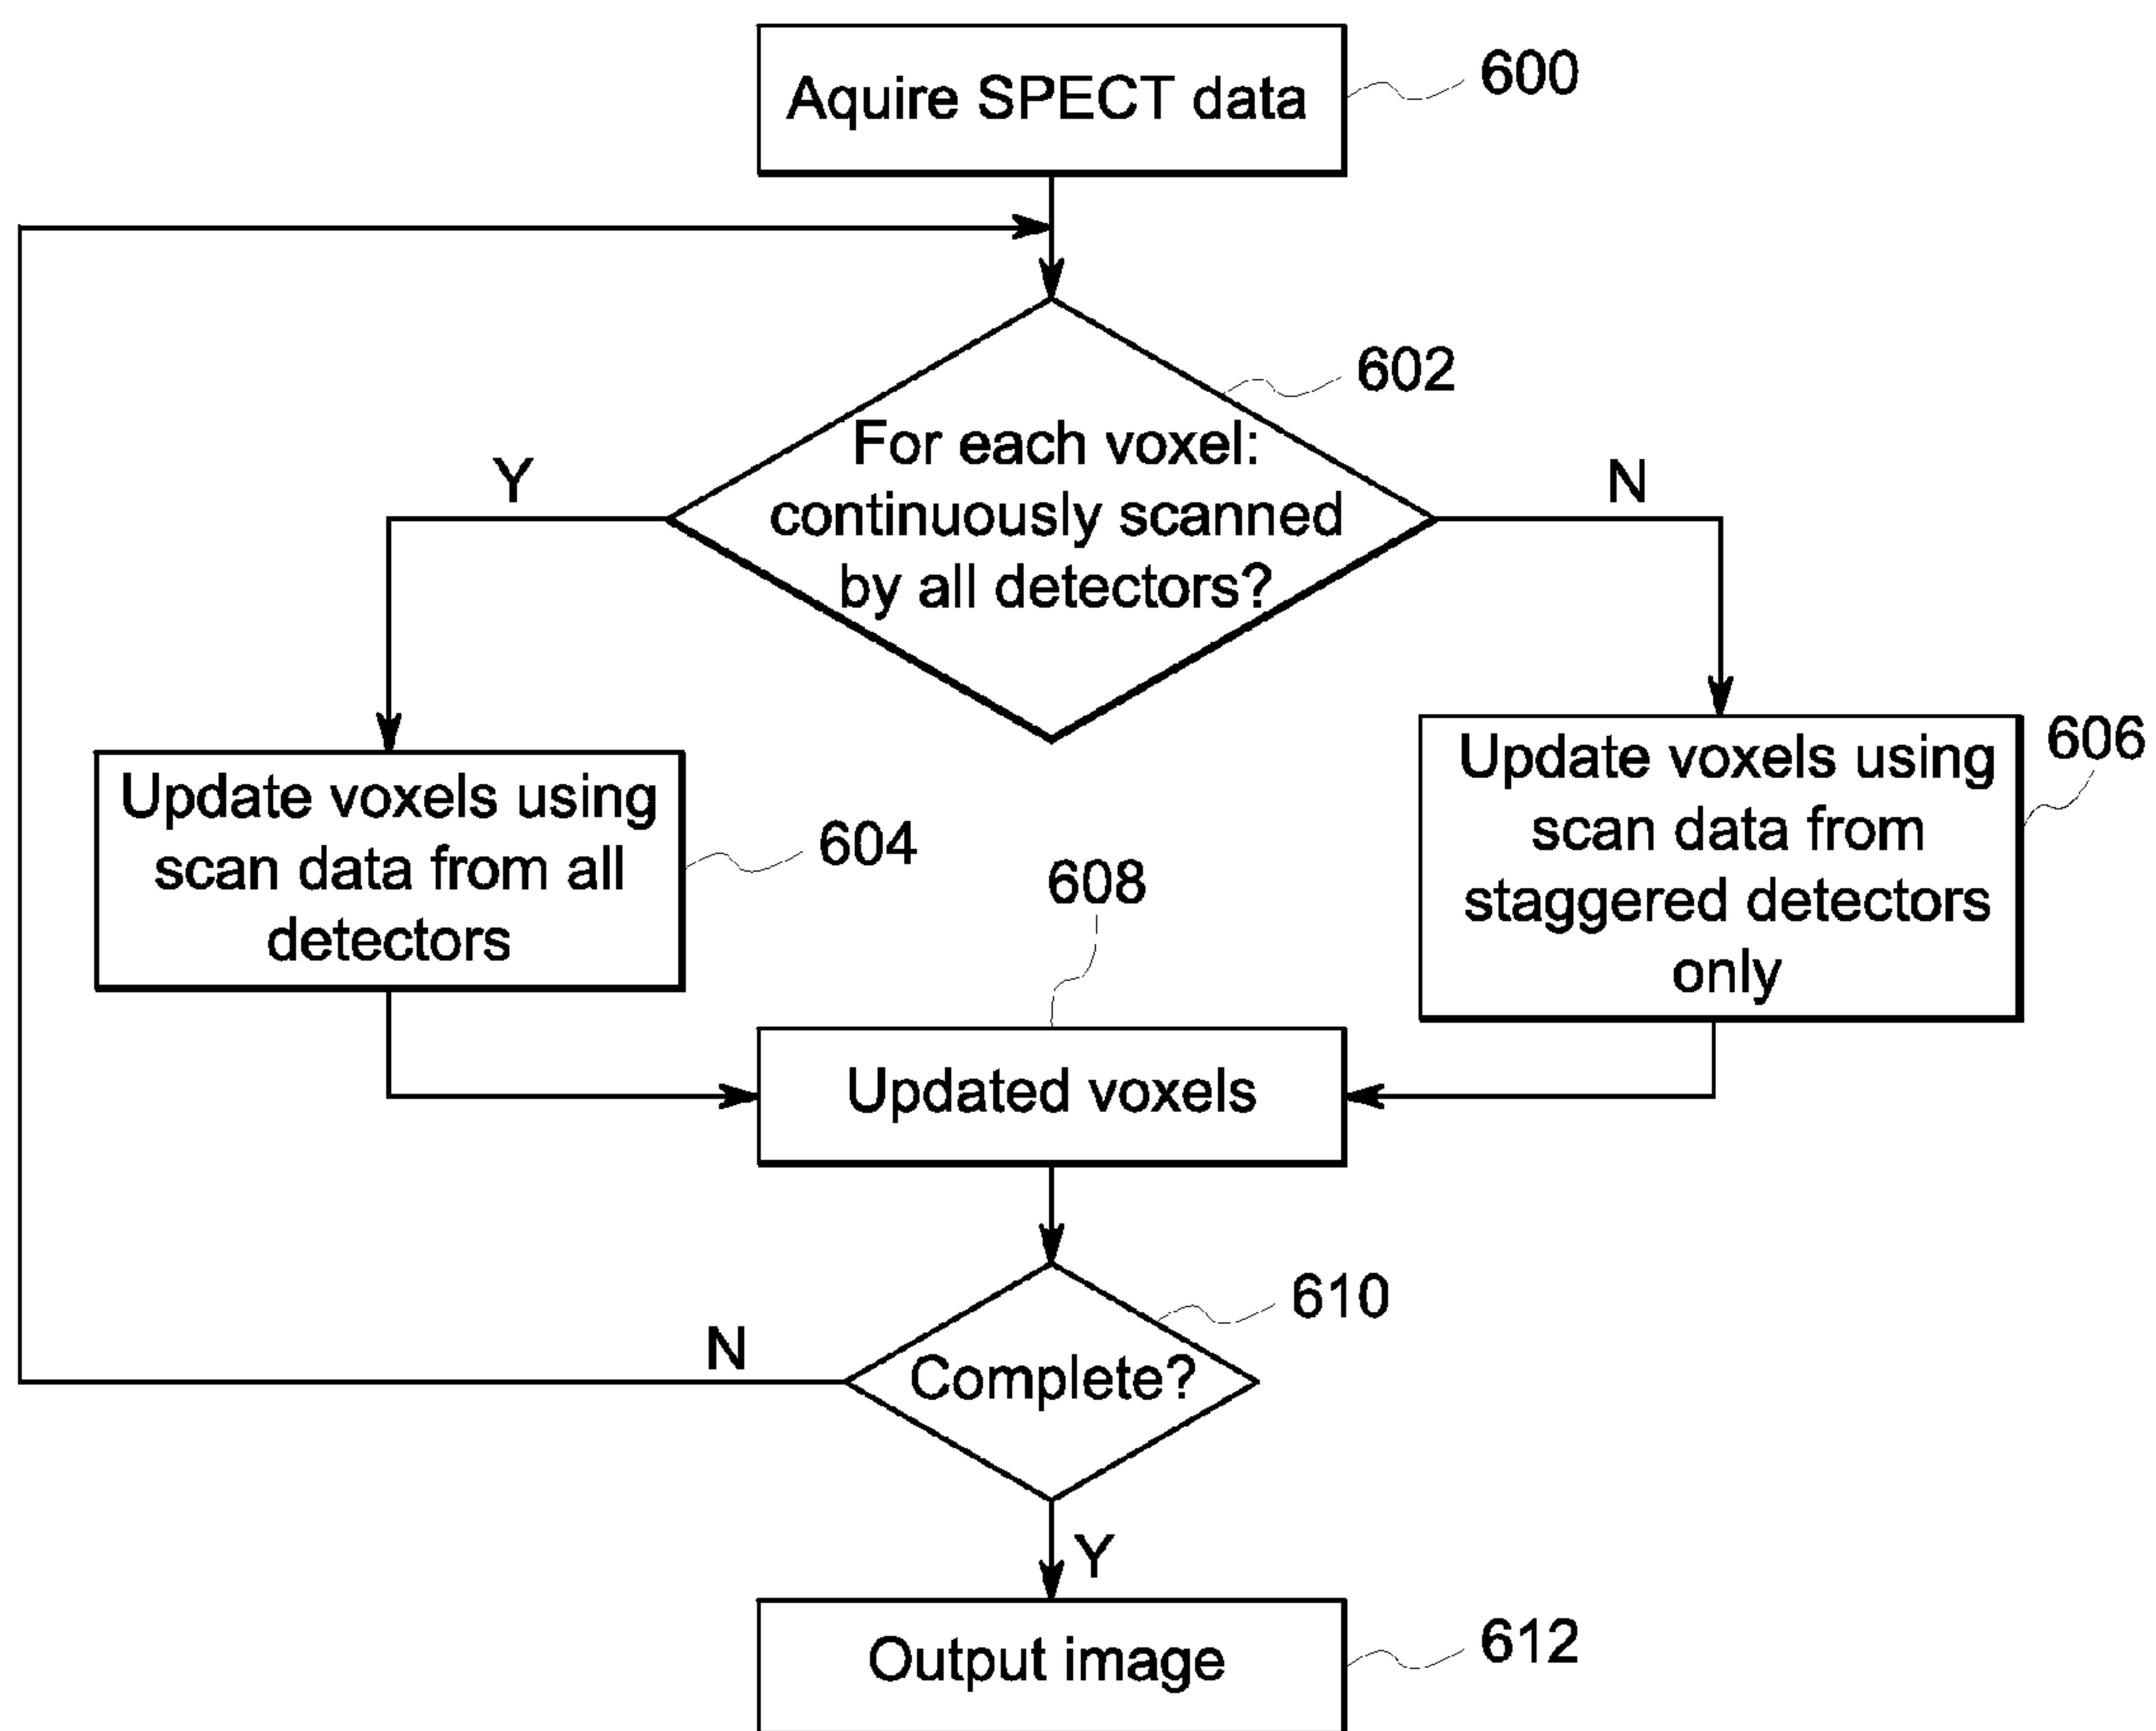 Aquire SPECT data
600
602
For each voxel:
continuously scanned
by all detectors?
Y
N
Update voxels using
scan data from all
detectors
604
608
Update voxels using
scan data from
staggered detectors
only
606
Updated voxels
610
Complete?
N
Y
Output image
612